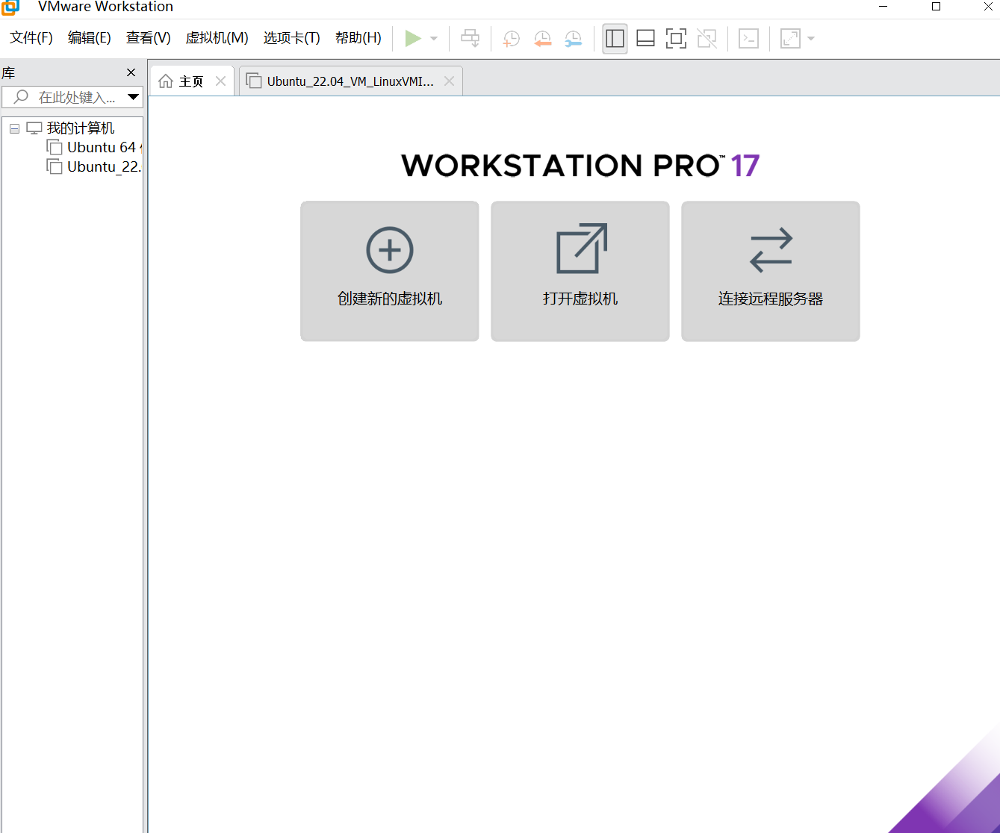 VMware Workstation
文件(F) 编辑(E) 查看(V) 虚拟机(M) 选项卡(T) 帮助(H)
库
在此处键入...
我的计算机
Ubuntu 64
Ubuntu_22.
主页
Ubuntu_22.04_VM_LinuxVMI...
WORKSTATION PRO™ 17
创建新的虚拟机
打开虚拟机
连接远程服务器